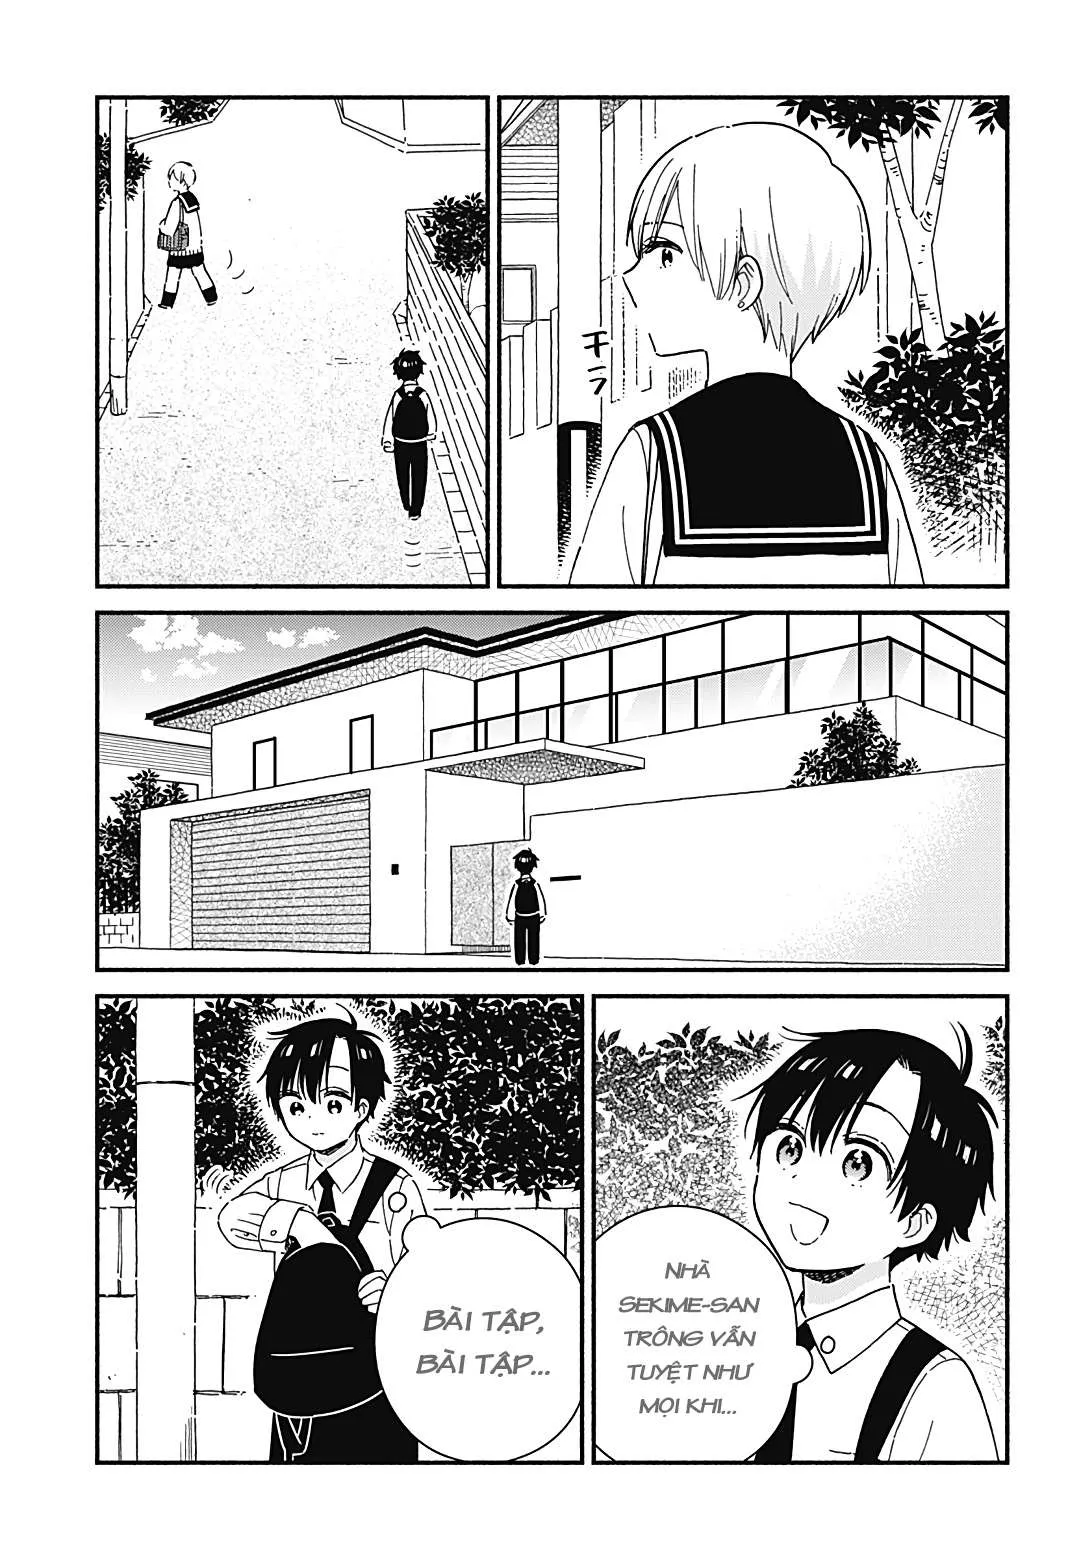 チラ
NHÀ
SEKIME-SAN
TRÔNG VẪN
TUYỆT NHƯ
MỌI KHI...
BÀI TẬP,
BÀI TẬP...